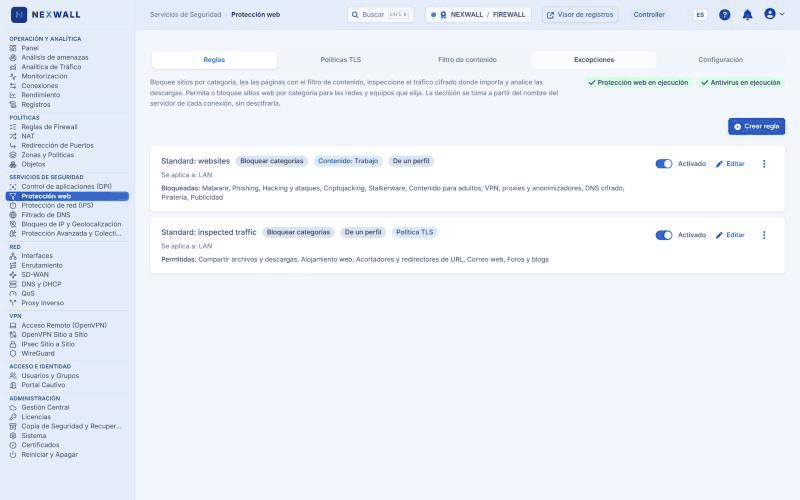 NEXWALL
Servicios de Seguridad / Protección web
Buscar Ctrl K
NEXWALL / FIREWALL
Visor de registros
Controller
ES
OPERACIÓN Y ANALÍTICA
Panel
Análisis de amenazas
Analítica de Tráfico
Monitorización
Conexiones
Rendimiento
Registros
POLÍTICAS
Reglas de Firewall
NAT
Redirección de Puertos
Zonas y Políticas
Objetos
SERVICIOS DE SEGURIDAD
Control de aplicaciones (DPI)
Protección web
Protección de red (IPS)
Filtrado de DNS
Bloqueo de IP y Geolocalización
Protección Avanzada y Colecti...
RED
Interfaces
Enrutamiento
SD-WAN
DNS y DHCP
QoS
Proxy Inverso
VPN
Acceso Remoto (OpenVPN)
OpenVPN Sitio a Sitio
IPsec Sitio a Sitio
WireGuard
ACCESO E IDENTIDAD
Usuarios y Grupos
Portal Cautivo
ADMINISTRACIÓN
Gestión Central
Licencias
Copia de Seguridad y Recuper...
Sistema
Certificados
Reiniciar y Apagar
Reglas
Políticas TLS
Filtro de contenido
Excepciones
Configuración
Bloquee sitios por categoría, lea las páginas con el filtro de contenido, inspeccione el tráfico cifrado donde importa y analice las
descargas. Permita o bloquee sitios web por categoría para las redes y equipos que elija. La decisión se toma a partir del nombre del
servidor de cada conexión, sin descifrarla.
Protección web en ejecución
Antivirus en ejecución
Crear regla
Standard: websites Bloquear categorías Contenido: Trabajo De un perfil
Activado Editar
Se aplica a: LAN
Bloqueadas: Malware, Phishing, Hacking y ataques, Criptojacking, Stalkerware, Contenido para adultos, VPN, proxies y anonimizadores, DNS cifrado,
Piratería, Publicidad
Standard: inspected traffic Bloquear categorías De un perfil Política TLS
Activado Editar
Se aplica a: LAN
Permitidas: Compartir archivos y descargas, Alojamiento web, Acortadores y redirectores de URL, Correo web, Foros y blogs